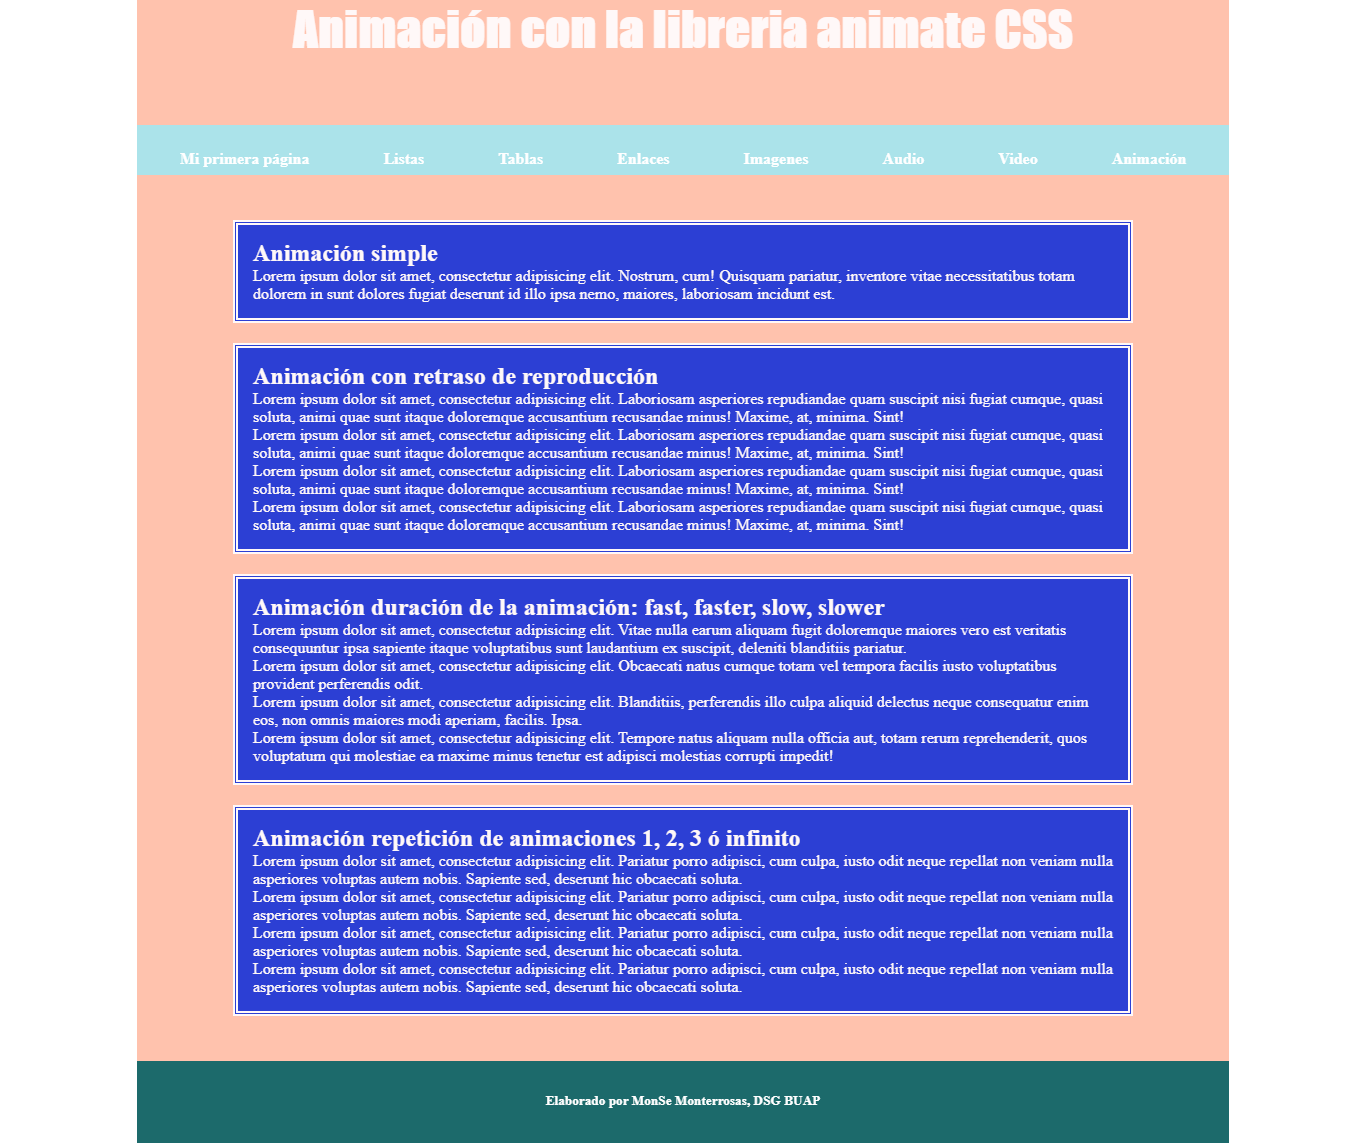 Animación con la libreria animate CSS
Mi primera página Listas Tablas Enlaces Imagenes Audio Video Animación
Animación simple
Lorem ipsum dolor sit amet, consectetur adipisicing elit. Nostrum, cum! Quisquam pariatur, inventore vitae necessitatibus totam
dolorem in sunt dolores fugiat deserunt id illo ipsa nemo, maiores, laboriosam incidunt est.
Animación con retraso de reproducción
Lorem ipsum dolor sit amet, consectetur adipisicing elit. Laboriosam asperiores repudiandae quam suscipit nisi fugiat cumque, quasi
soluta, animi quae sunt itaque doloremque accusantium recusandae minus! Maxime, at, minima. Sint!
Lorem ipsum dolor sit amet, consectetur adipisicing elit. Laboriosam asperiores repudiandae quam suscipit nisi fugiat cumque, quasi
soluta, animi quae sunt itaque doloremque accusantium recusandae minus! Maxime, at, minima. Sint!
Lorem ipsum dolor sit amet, consectetur adipisicing elit. Laboriosam asperiores repudiandae quam suscipit nisi fugiat cumque, quasi
soluta, animi quae sunt itaque doloremque accusantium recusandae minus! Maxime, at, minima. Sint!
Lorem ipsum dolor sit amet, consectetur adipisicing elit. Laboriosam asperiores repudiandae quam suscipit nisi fugiat cumque, quasi
soluta, animi quae sunt itaque doloremque accusantium recusandae minus! Maxime, at, minima. Sint!
Animación duración de la animación: fast, faster, slow, slower
Lorem ipsum dolor sit amet, consectetur adipisicing elit. Vitae nulla earum aliquam fugit doloremque maiores vero est veritatis
consequuntur ipsa sapiente itaque voluptatibus sunt laudantium ex suscipit, deleniti blanditiis pariatur.
Lorem ipsum dolor sit amet, consectetur adipisicing elit. Obcaecati natus cumque totam vel tempora facilis iusto voluptatibus
provident perferendis odit.
Lorem ipsum dolor sit amet, consectetur adipisicing elit. Blanditiis, perferendis illo culpa aliquid delectus neque consequatur enim
eos, non omnis maiores modi aperiam, facilis. Ipsa.
Lorem ipsum dolor sit amet, consectetur adipisicing elit. Tempore natus aliquam nulla officia aut, totam rerum reprehenderit, quos
voluptatum qui molestiae ea maxime minus tenetur est adipisci molestias corrupti impedit!
Animación repetición de animaciones 1, 2, 3 ó infinito
Lorem ipsum dolor sit amet, consectetur adipisicing elit. Pariatur porro adipisci, cum culpa, iusto odit neque repellat non veniam nulla
asperiores voluptas autem nobis. Sapiente sed, deserunt hic obcaecati soluta.
Lorem ipsum dolor sit amet, consectetur adipisicing elit. Pariatur porro adipisci, cum culpa, iusto odit neque repellat non veniam nulla
asperiores voluptas autem nobis. Sapiente sed, deserunt hic obcaecati soluta.
Lorem ipsum dolor sit amet, consectetur adipisicing elit. Pariatur porro adipisci, cum culpa, iusto odit neque repellat non veniam nulla
asperiores voluptas autem nobis. Sapiente sed, deserunt hic obcaecati soluta.
Lorem ipsum dolor sit amet, consectetur adipisicing elit. Pariatur porro adipisci, cum culpa, iusto odit neque repellat non veniam nulla
asperiores voluptas autem nobis. Sapiente sed, deserunt hic obcaecati soluta.
Elaborado por MonSe Monterrosas, DSG BUAP